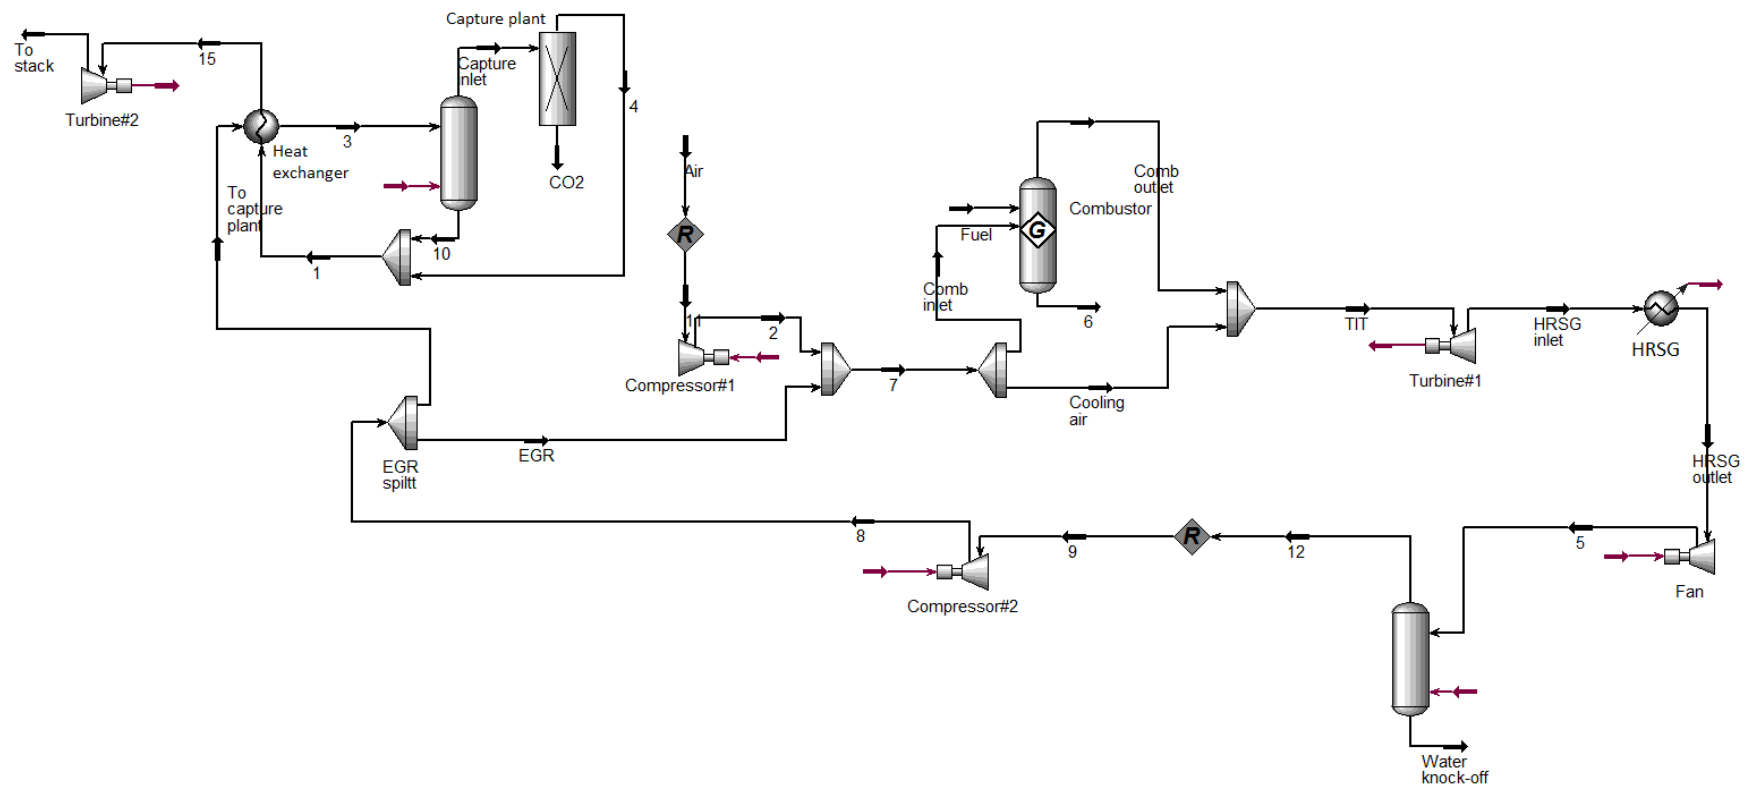 Capture plant
To
stack
15
Capture
inlet
4
Turbine#2
3
Heat
exchanger
CO2
To
capture
plant
10
1
Air
R
11
2
Compressor#1
7
Comb
outlet
Combustor
Fuel
G
Comb
inlet
6
TIT
HRSG
inlet
HRSG
Turbine#1
Cooling
air
EGR
EGR
spiltt
HRSG
outlet
8
9
R
12
5
Fan
Compressor#2
Water
knock-off